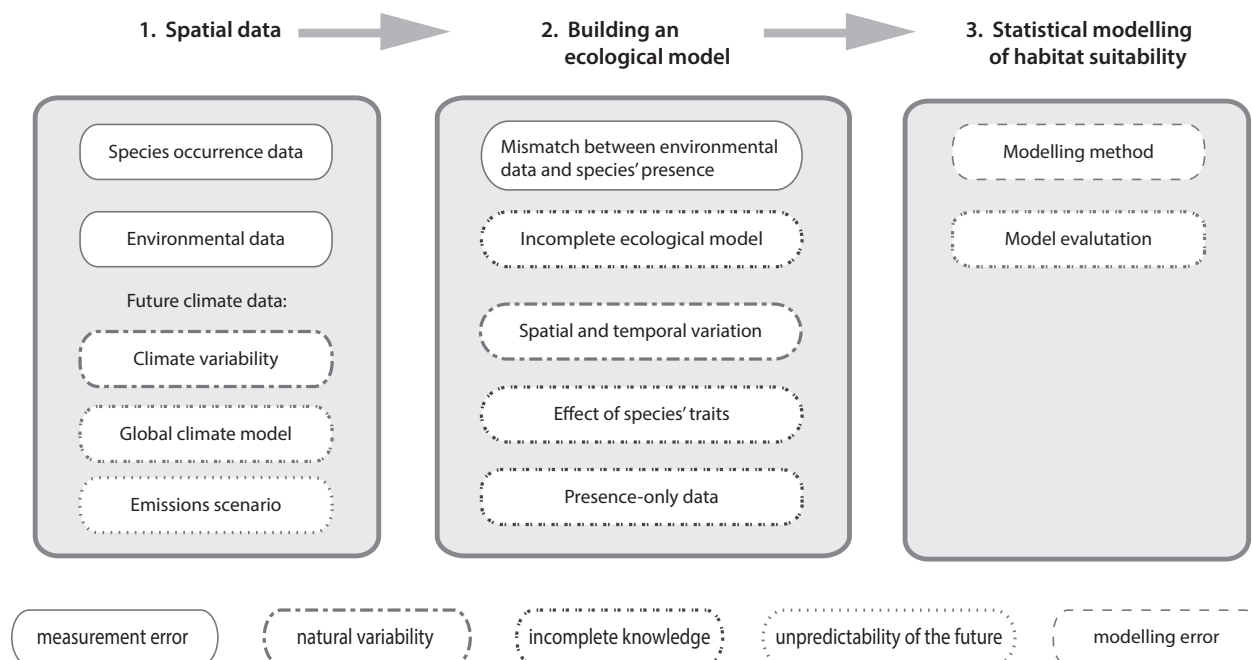 1. Spatial data
2. Building an
ecological model
3. Statistical modelling
of habitat suitability
Species occurrence data
Environmental data
Future climate data:
Climate variability
Global climate model
Emissions scenario
Mismatch between environmental
data and species’ presence
Incomplete ecological model
Spatial and temporal variation
Effect of species’ traits
Presence-only data
Modelling method
Model evalutation
measurement error
natural variability
incomplete knowledge
unpredictability of the future
modelling error